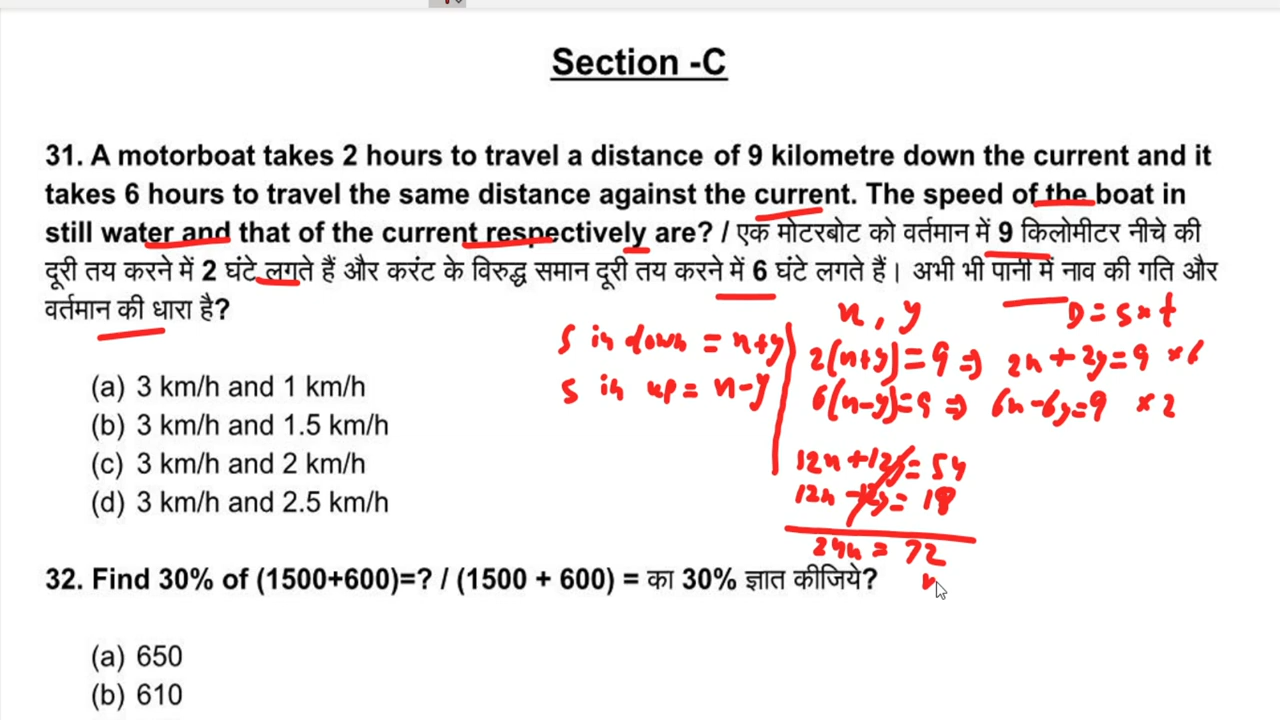 Section -C
31. A motorboat takes 2 hours to travel a distance of 9 kilometre down the current and it
takes 6 hours to travel the same distance against the current. The speed of the boat in
still water and that of the current respectively are? / एक मोटरबोट को वर्तमान में 9 किलोमीटर नीचे की
दूरी तय करने में 2 घंटे लगते हैं और करंट के विरुद्ध समान दूरी तय करने में 6 घंटे लगते हैं। अभी भी पानी में नाव की गति और
वर्तमान की धारा है?
x, y
D = s × t
S in down = x+y
S in up = x-y
2(x+y) = 9 ⇒ 2x + 2y = 9 × 6
6(x-y) = 9 ⇒ 6x - 6y = 9 × 2
12x + 12y = 54
12x - 12y = 18
24x = 72
(a) 3 km/h and 1 km/h
(b) 3 km/h and 1.5 km/h
(c) 3 km/h and 2 km/h
(d) 3 km/h and 2.5 km/h
32. Find 30% of (1500+600)=? / (1500 + 600) = का 30% ज्ञात कीजिये?
(a) 650
(b) 610